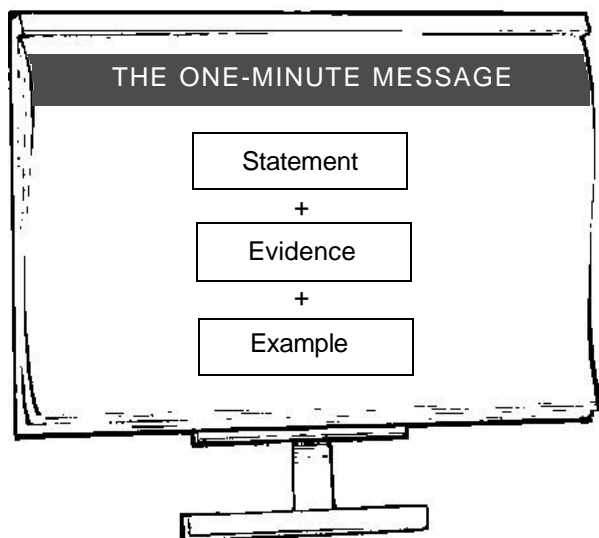 THE ONE-MINUTE MESSAGE
Statement
+
Evidence
+
Example